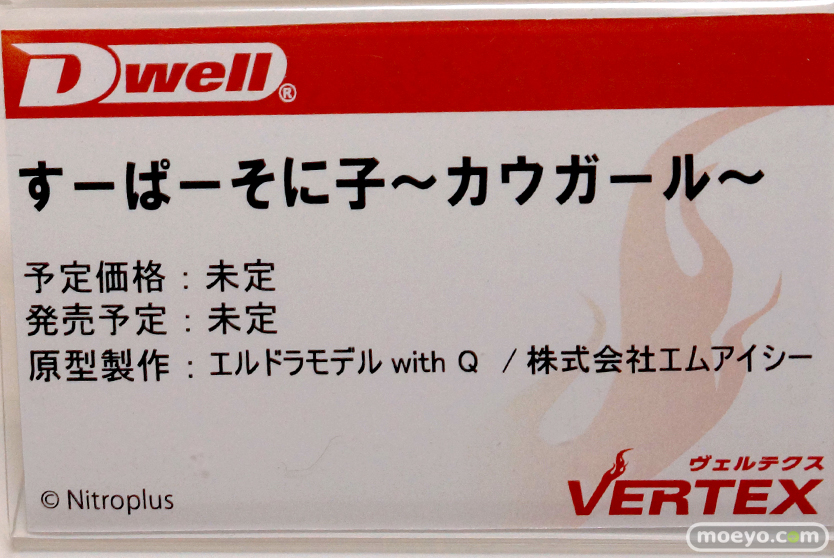 Dwell®
すーぱーそに子～カウガール～
予定価格：未定
発売予定：未定
原型製作：エルドラモデル with Q / 株式会社エムアイシー
ヴェルテクス
© Nitroplus
VERTEX
moeyo.com